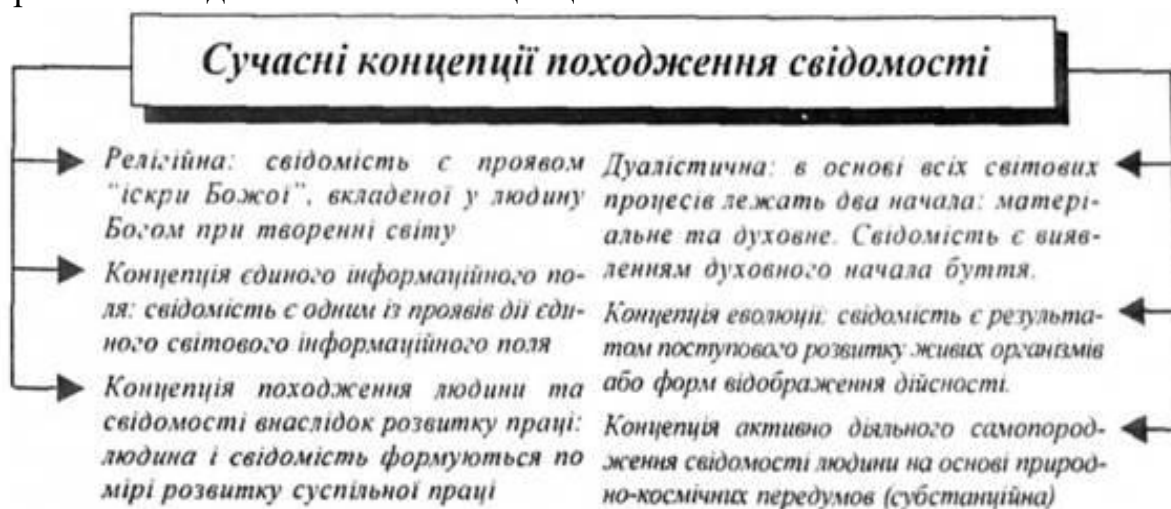 Сучасні концепції походження свідомості
Релігійна: свідомість є проявом
"іскри Божої", вкладеної у людину
Богом при творенні світу
Концепція єдиного інформаційного по-
ля: свідомість є одним із проявів дії єди-
ного світового інформаційного поля
Концепція походження людини та
свідомості внаслідок розвитку праці:
людина і свідомість формуються по
мірі розвитку суспільної праці
Дуалістична: в основі всіх світових
процесів лежать два начала: матері-
альне та духовне. Свідомість є вияв-
ленням духовного начала буття.
Концепція еволюції: свідомість є результа-
том поступового розвитку живих організмів
або форм відображення дійсності.
Концепція активно діяльного самопород-
ження свідомості людини на основі природ-
но-космічних передумов (субстанційна)